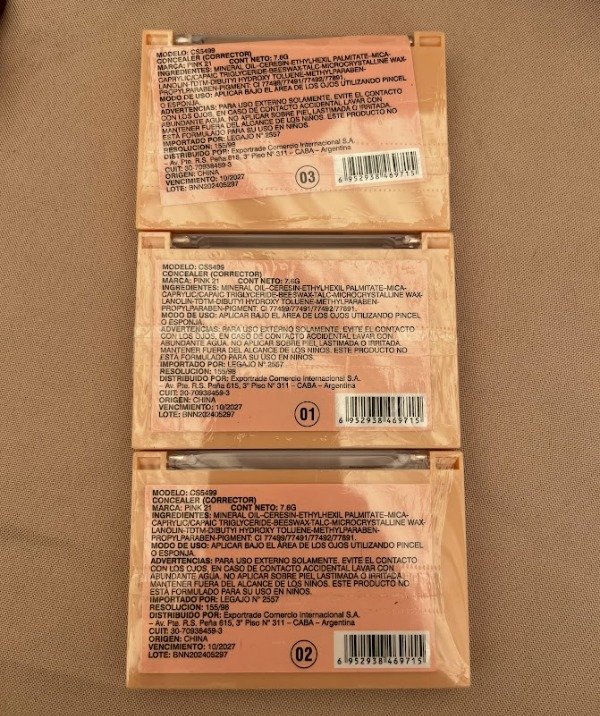 MODELO: CS5499
CONCEALER (CORRECTOR)
MARCA: PINK 21 CONT NETO: 7.6G
INGREDIENTES: MINERAL OIL-CERESIN-ETHYLHEXIL PALMITATE-MICA-
CAPRYLIC/CAPAIC TRIGLYCERIDE-BEESWAX-TALC-MICROCRYSTALLINE WAX-
LANOLIN-TDTM-DIBUTYI HYDROXY TOLUENE-METHYLPARABEN-
PROPYLPARABEN-PIGMENT: CI 77499/77491/77492/77891.
MODO DE USO: APLICAR BAJO EL ÁREA DE LOS OJOS UTILIZANDO PINCEL
O ESPONJA.
ADVERTENCIAS: PARA USO EXTERNO SOLAMENTE. EVITE EL CONTACTO
CON LOS OJOS. EN CASO DE CONTACTO ACCIDENTAL LAVAR CON
ABUNDANTE AGUA. NO APLICAR SOBRE PIEL LASTIMADA O IRRITADA.
MANTENER FUERA DEL ALCANCE DE LOS NINOS. ESTE PRODUCTO NO
ESTÁ FORMULADO PARA SU USO EN NIÑOS.
IMPORTADO POR: LEGAJO N° 2557
RESOLUCION: 155/98
DISTRIBUIDO POR: Exportrade Comercio Internacional S.A.
– Av. Pte. R.S. Peña 615, 3° Piso N° 311 – CABA – Argentina
CUIT: 30-70938459-3
ORIGEN: CHINA
VENCIMIENTO: 10/2027
LOTE: BNN202405297
03
6 952938 469715
MODELO: CS5499
CONCEALER (CORRECTOR)
MARCA: PINK 21 CONT NETO: 7.6G
INGREDIENTES: MINERAL OIL-CERESIN-ETHYLHEXIL PALMITATE-MICA-
CAPRYLIC/CAPAIC TRIGLYCERIDE-BEESWAX-TALC-MICROCRYSTALLINE WAX-
LANOLIN-TDTM-DIBUTYI HYDROXY TOLUENE-METHYLPARABEN-
PROPYLPARABEN-PIGMENT: CI 77499/77491/77492/77891.
MODO DE USO: APLICAR BAJO EL ÁREA DE LOS OJOS UTILIZANDO PINCEL
O ESPONJA.
ADVERTENCIAS: PARA USO EXTERNO SOLAMENTE. EVITE EL CONTACTO
CON LOS OJOS. EN CASO DE CONTACTO ACCIDENTAL LAVAR CON
ABUNDANTE AGUA. NO APLICAR SOBRE PIEL LASTIMADA O IRRITADA.
MANTENER FUERA DEL ALCANCE DE LOS NINOS. ESTE PRODUCTO NO
ESTÁ FORMULADO PARA SU USO EN NIÑOS.
IMPORTADO POR: LEGAJO N° 2557
RESOLUCIÓN: 155/98
DISTRIBUIDO POR: Exportrade Comercio Internacional S.A.
– Av. Pte. R.S. Peña 615, 3° Piso N° 311 – CABA – Argentina
CUIT: 30-70938459-3
ORIGEN: CHINA
VENCIMIENTO: 10/2027
LOTE: BNN202405297
01
6 952938 469715
MODELO: CS5499
CONCEALER (CORRECTOR)
MARCA: PINK 21 CONT NETO: 7.6G
INGREDIENTES: MINERAL OIL-CERESIN-ETHYLHEXIL PALMITATE-MICA-
CAPRYLIC/CAPAIC TRIGLYCERIDE-BEESWAX-TALC-MICROCRYSTALLINE WAX-
LANOLIN-TDTM-DIBUTYI HYDROXY TOLUENE-METHYLPARABEN-
PROPYLPARABEN-PIGMENT: CI 77499/77491/77492/77891.
MODO DE USO: APLICAR BAJO EL ÁREA DE LOS OJOS UTILIZANDO PINCEL
O ESPONJA.
ADVERTENCIAS: PARA USO EXTERNO SOLAMENTE. EVITE EL CONTACTO
CON LOS OJOS. EN CASO DE CONTACTO ACCIDENTAL LAVAR CON
ABUNDANTE AGUA. NO APLICAR SOBRE PIEL LASTIMADA O IRRITADA.
MANTENER FUERA DEL ALCANCE DE LOS NINOS. ESTE PRODUCTO NO
ESTÁ FORMULADO PARA SU USO EN NIÑOS.
IMPORTADO POR: LEGAJO N° 2557
RESOLUCION: 155/98
DISTRIBUIDO POR: Exportrade Comercio Internacional S.A.
– Av. Pte. R.S. Peña 615, 3° Piso N° 311 – CABA – Argentina
CUIT: 30-70938459-3
ORIGEN: CHINA
VENCIMIENTO: 10/2027
LOTE: BNN202405297
02
6 952938 469715